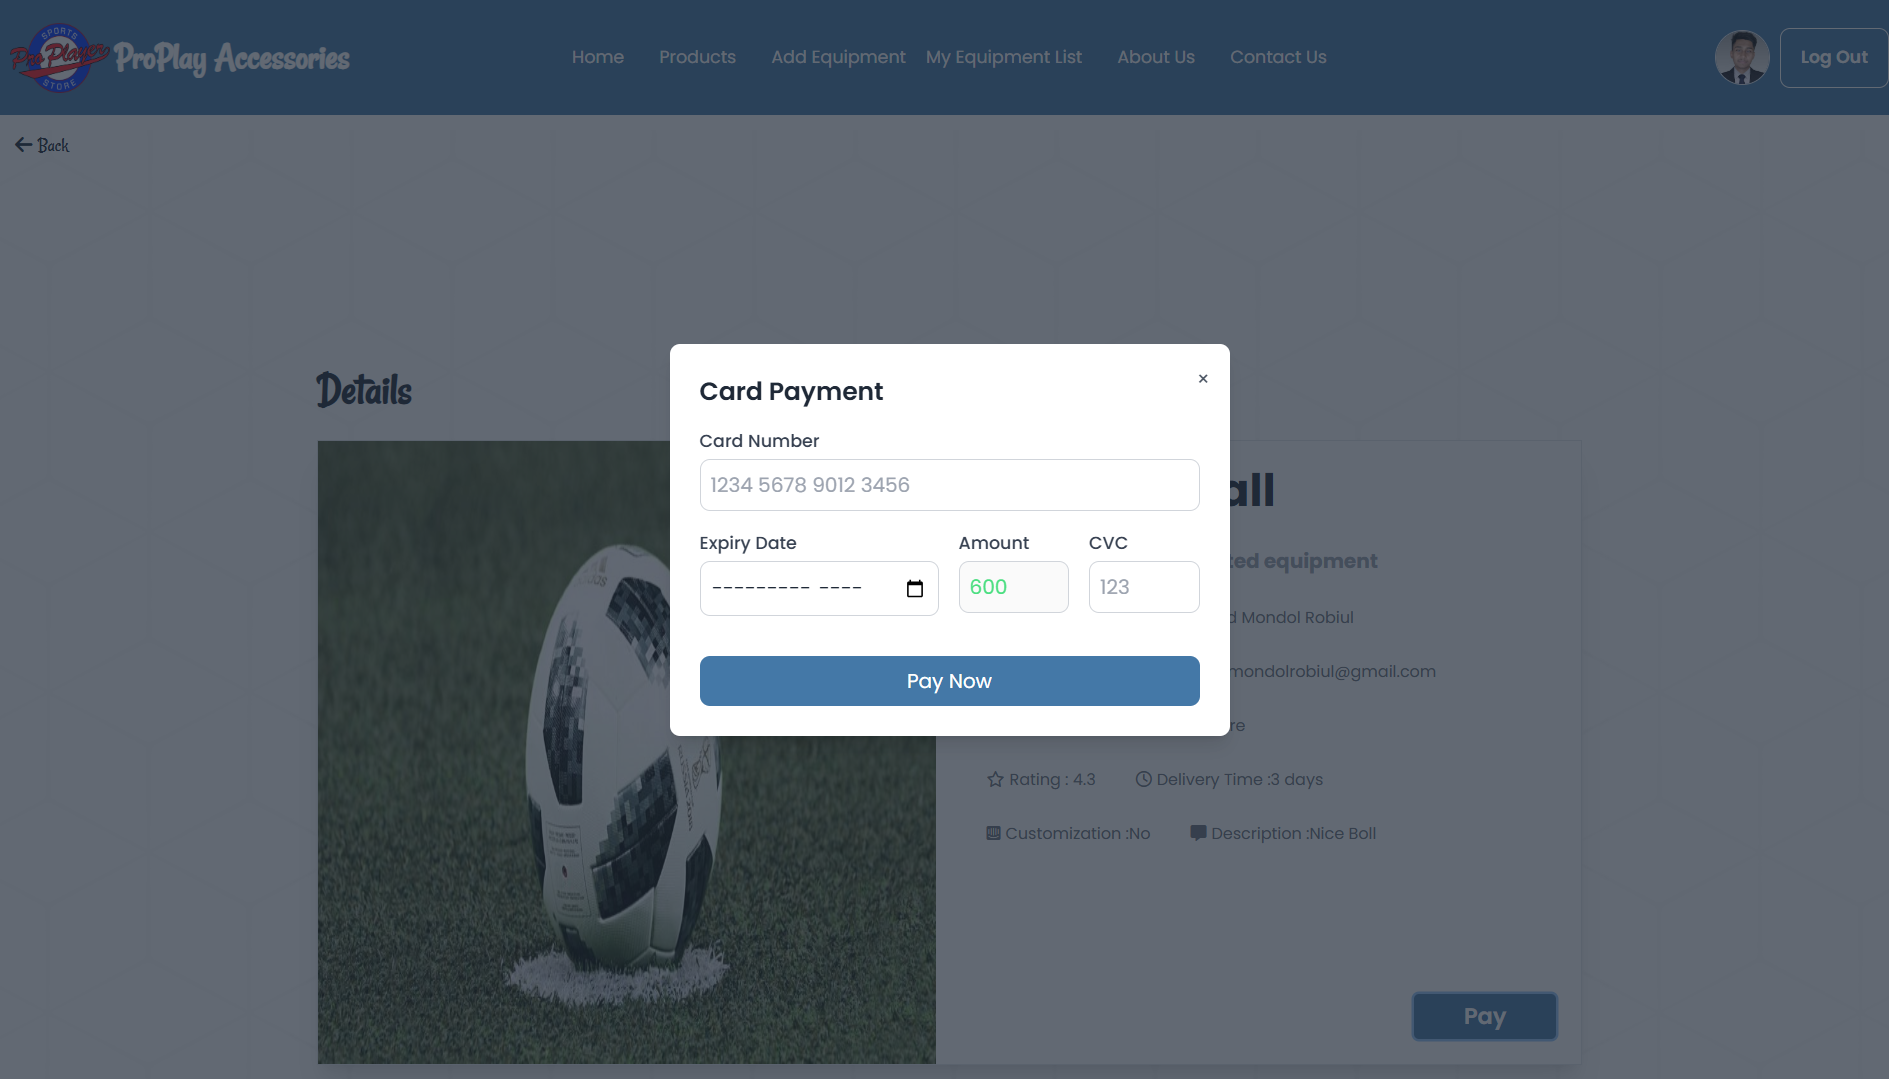 SPORTS
Pro Player
STORE
ProPlay Accessories
Home
Products
Add Equipment
My Equipment List
About Us
Contact Us
Log Out
Back
Details
Card Payment
×
Card Number
1234 5678 9012 3456
Expiry Date
Amount
CVC
--------- ----
600
123
Pay Now
all
ted equipment
d Mondol Robiul
mondolrobiul@gmail.com
re
Rating : 4.3
Delivery Time :3 days
Customization :No
Description :Nice Boll
Pay